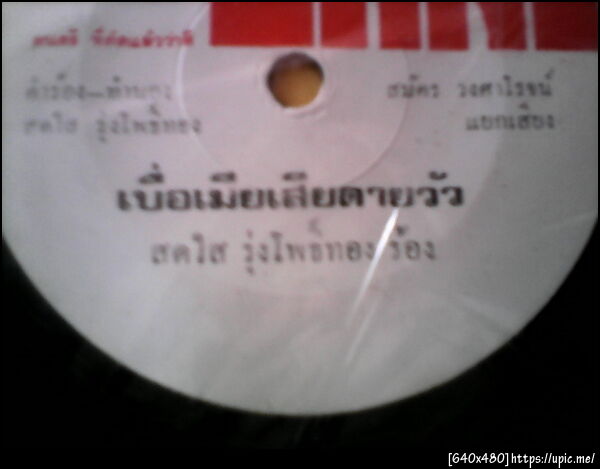 คำร้อง-ทำนอง
สดใส รุ่งโพธิ์ทอง
สมัคร วงศาโรจน์
แยกเสียง
เบื่อเมียเสียดายวัว
สดใส รุ่งโพธิ์ทอง ร้อง
[640x480]https://upic.me/